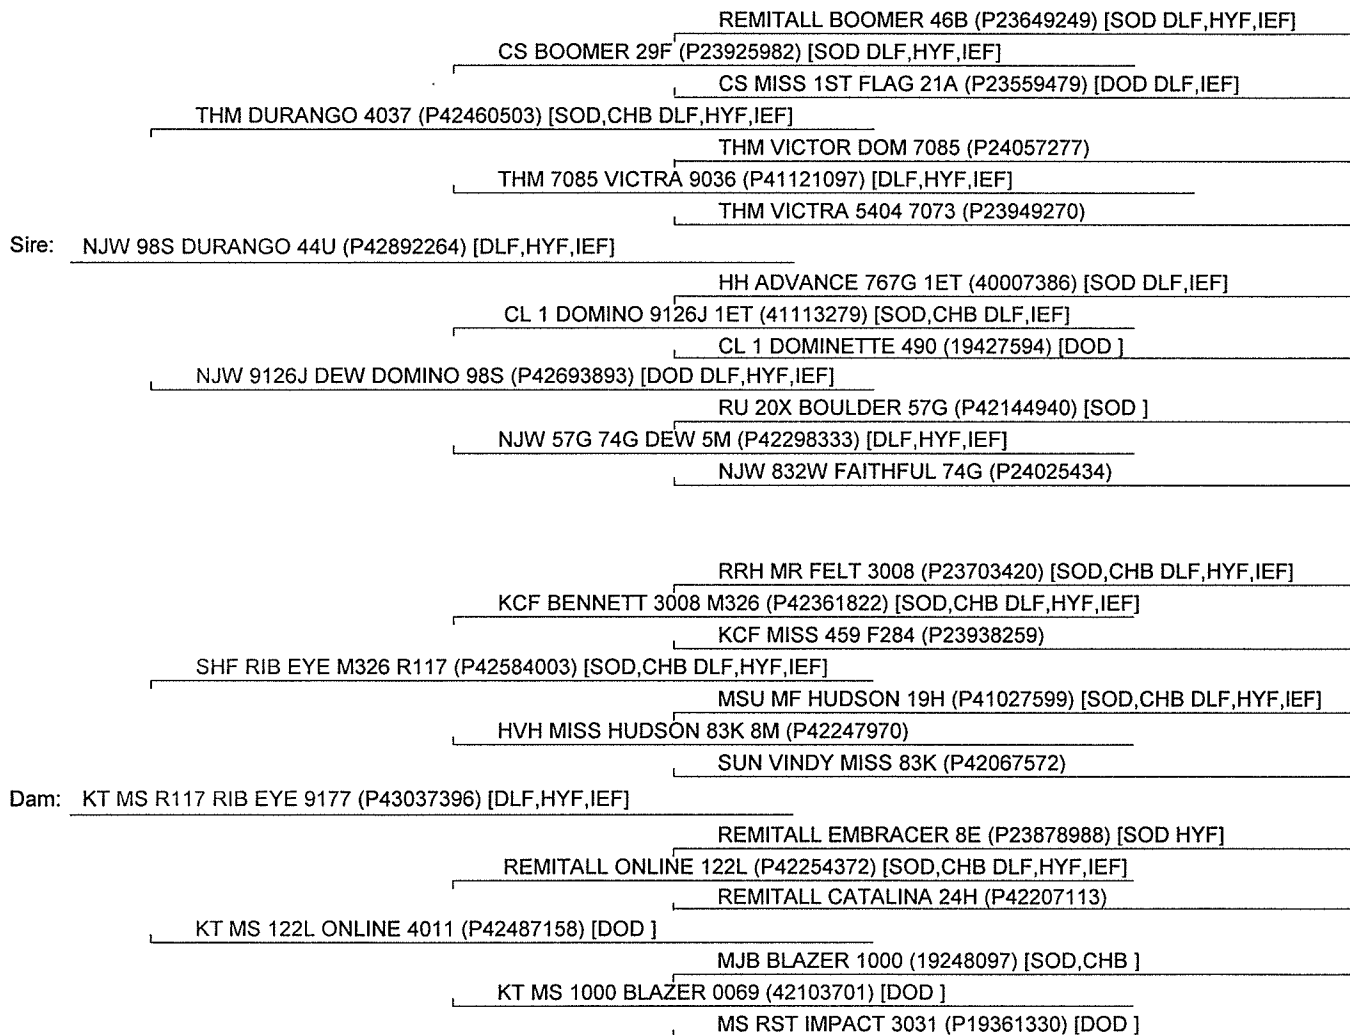 REMITALL BOOMER 46B (P23649249) [SOD DLF,HYF,IEF]
CS BOOMER 29F (P23925982) [SOD DLF,HYF,IEF]
CS MISS 1ST FLAG 21A (P23559479) [DOD DLF,IEF]
THM DURANGO 4037 (P42460503) [SOD,CHB DLF,HYF,IEF]
THM VICTOR DOM 7085 (P24057277)
THM 7085 VICTRA 9036 (P41121097) [DLF,HYF,IEF]
THM VICTRA 5404 7073 (P23949270)
Sire: NJW 98S DURANGO 44U (P42892264) [DLF,HYF,IEF]
HH ADVANCE 767G 1ET (40007386) [SOD DLF,IEF]
CL 1 DOMINO 9126J 1ET (41113279) [SOD,CHB DLF,IEF]
CL 1 DOMINETTE 490 (19427594) [DOD ]
NJW 9126J DEW DOMINO 98S (P42693893) [DOD DLF,HYF,IEF]
RU 20X BOULDER 57G (P42144940) [SOD ]
NJW 57G 74G DEW 5M (P42298333) [DLF,HYF,IEF]
NJW 832W FAITHFUL 74G (P24025434)
RRH MR FELT 3008 (P23703420) [SOD,CHB DLF,HYF,IEF]
KCF BENNETT 3008 M326 (P42361822) [SOD,CHB DLF,HYF,IEF]
KCF MISS 459 F284 (P23938259)
SHF RIB EYE M326 R117 (P42584003) [SOD,CHB DLF,HYF,IEF]
MSU MF HUDSON 19H (P41027599) [SOD,CHB DLF,HYF,IEF]
HVH MISS HUDSON 83K 8M (P42247970)
SUN VINDY MISS 83K (P42067572)
Dam: KT MS R117 RIB EYE 9177 (P43037396) [DLF,HYF,IEF]
REMITALL EMBRACER 8E (P23878988) [SOD HYF]
REMITALL ONLINE 122L (P42254372) [SOD,CHB DLF,HYF,IEF]
REMITALL CATALINA 24H (P42207113)
KT MS 122L ONLINE 4011 (P42487158) [DOD ]
MJB BLAZER 1000 (19248097) [SOD,CHB ]
KT MS 1000 BLAZER 0069 (42103701) [DOD ]
MS RST IMPACT 3031 (P19361330) [DOD ]